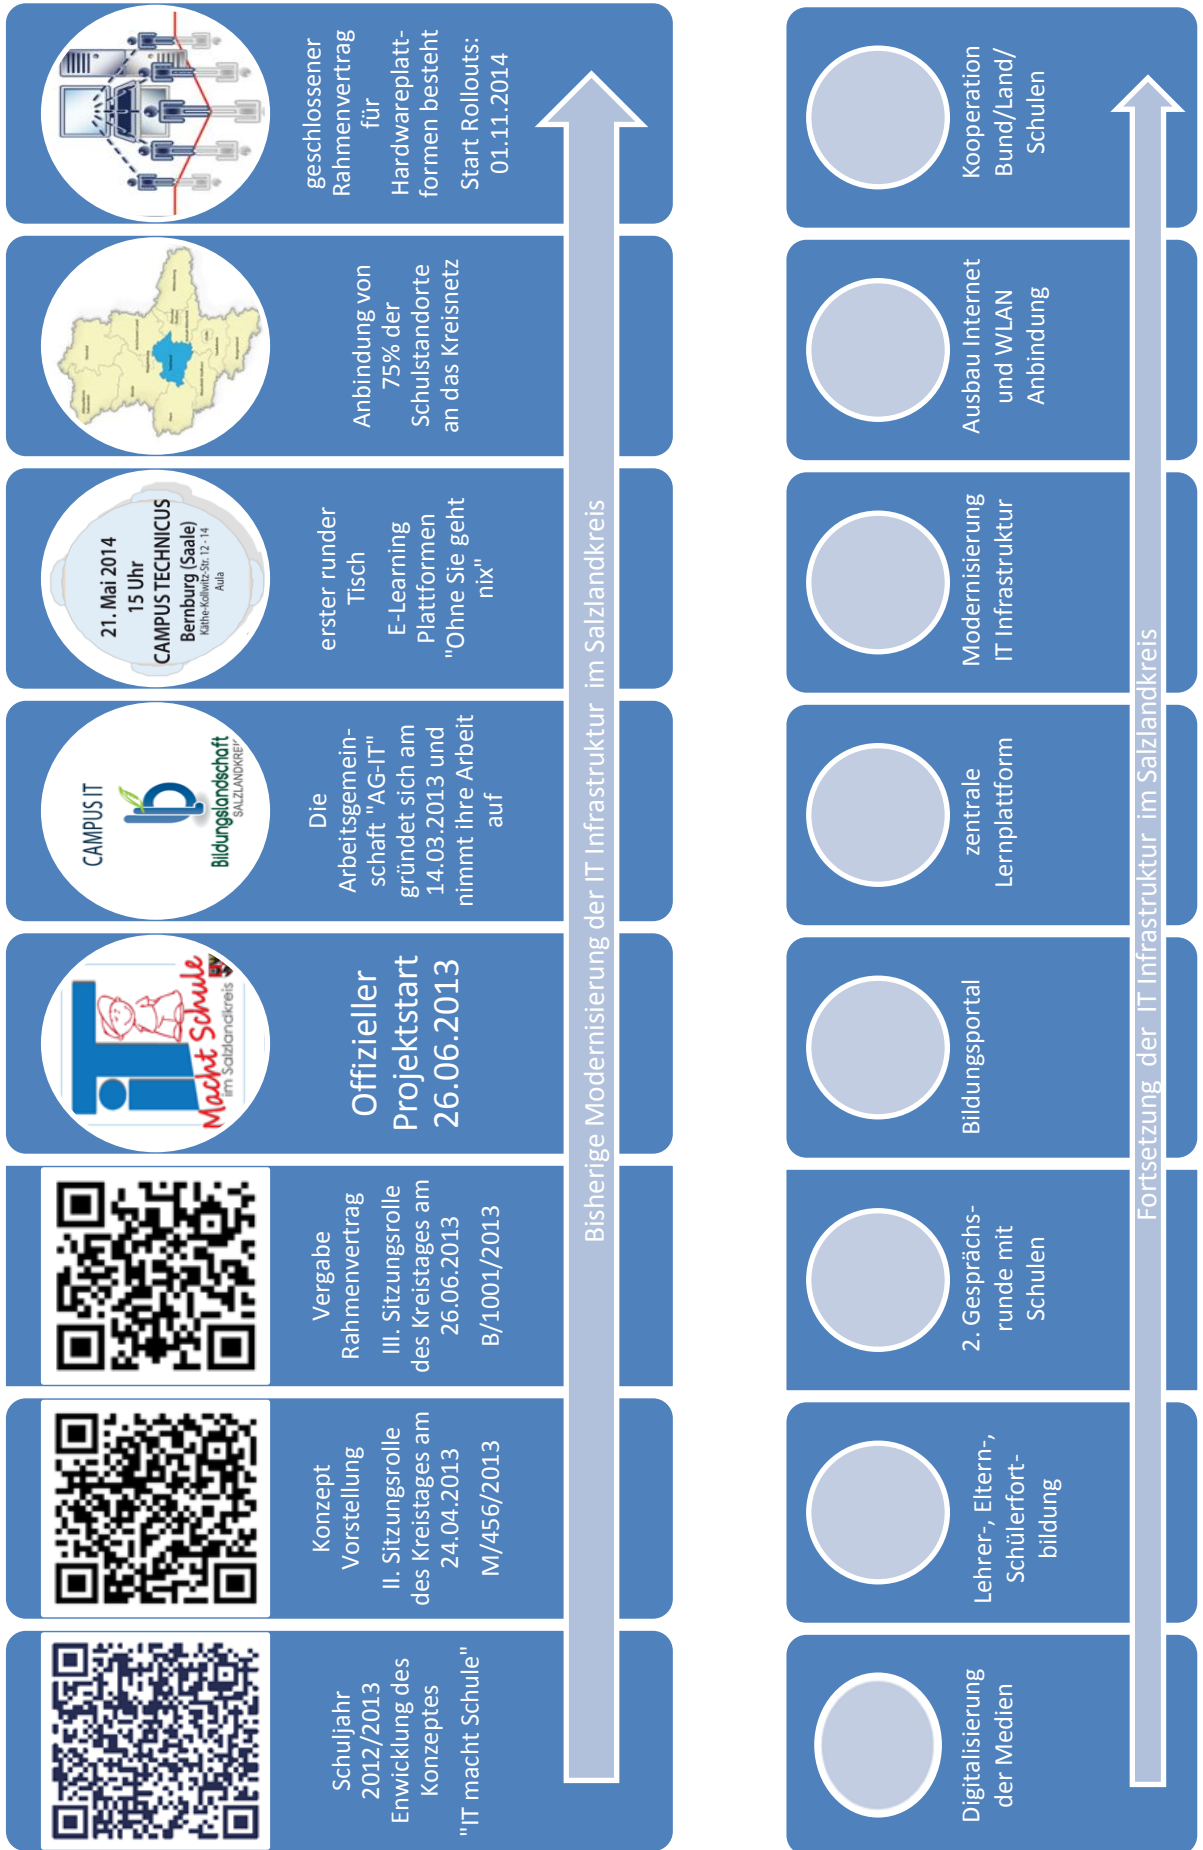 Schuljahr
2012/2013
Enwicklung des
Konzeptes
"IT macht Schule"
Konzept
Vorstellung
II. Sitzungsrolle
des Kreistages am
24.04.2013
M/456/2013
Vergabe
Rahmenvertrag
III. Sitzungsrolle
des Kreistages am
26.06.2013
B/1001/2013
iT
Macht Schule
im Salzlandkreis
Offizieller
Projektstart
26.06.2013
CAMPUS IT
Bildungslandschaft
SALZLANDKREIS
Die
Arbeitsgemein-
schaft "AG-IT"
gründet sich am
14.03.2013 und
nimmt ihre Arbeit
auf
21. Mai 2014
15 Uhr
CAMPUS TECHNICUS
Bernburg (Saale)
Käthe-Kollwitz-Str. 12 - 14
Aula
erster runder
Tisch
E-Learning
Plattformen
"Ohne Sie geht
nix"
Anbindung von
75% der
Schulstandorte
an das Kreisnetz
geschlossener
Rahmenvertrag
für
Hardwareplatt-
formen besteht
Start Rollouts:
01.11.2014
Bisherige Modernisierung der IT Infrastruktur im Salzlandkreis
Digitalisierung
der Medien
Lehrer-, Eltern-,
Schülerfort-
bildung
2. Gesprächs-
runde mit
Schulen
Bildungsportal
zentrale
Lernplattform
Modernisierung
IT Infrastruktur
Ausbau Internet
und WLAN
Anbindung
Kooperation
Bund/Land/
Schulen
Fortsetzung der IT Infrastruktur im Salzlandkreis